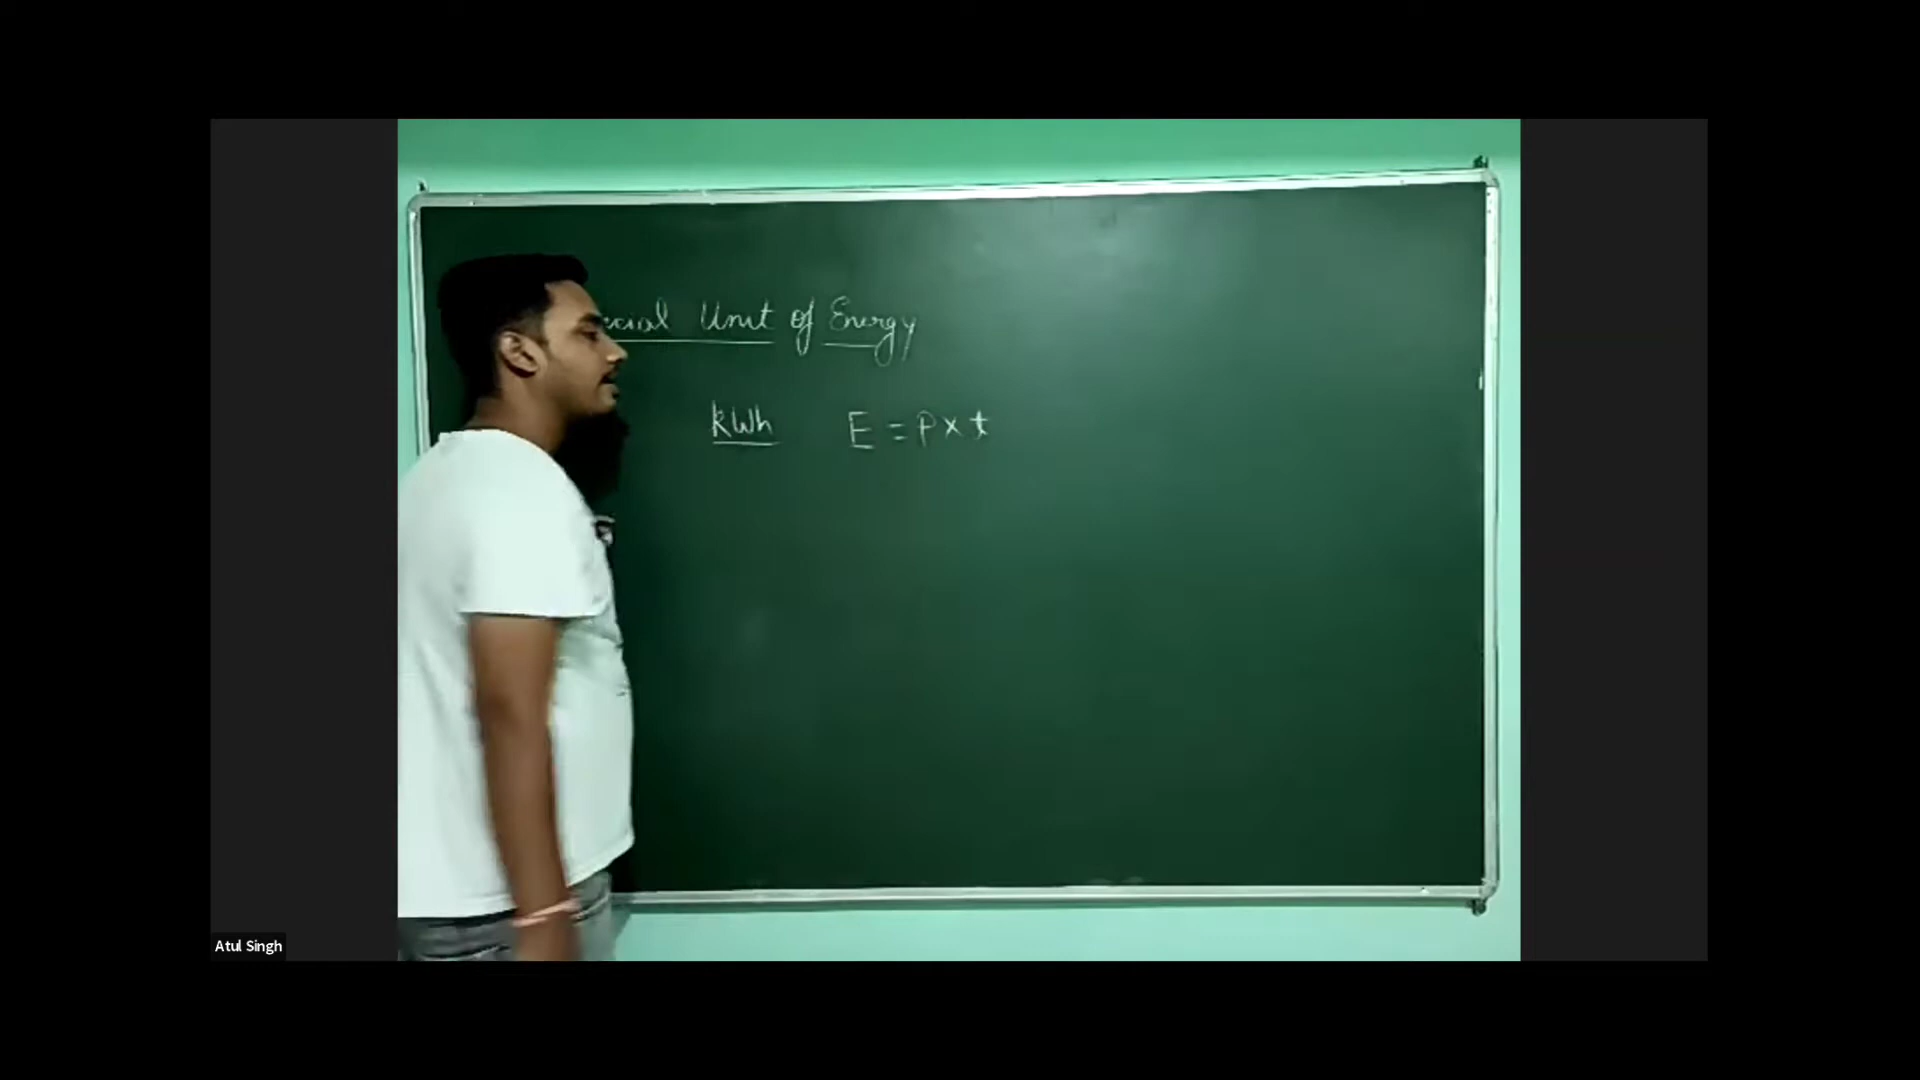 Unit of Energy
kWh E = P x t
Atul Singh